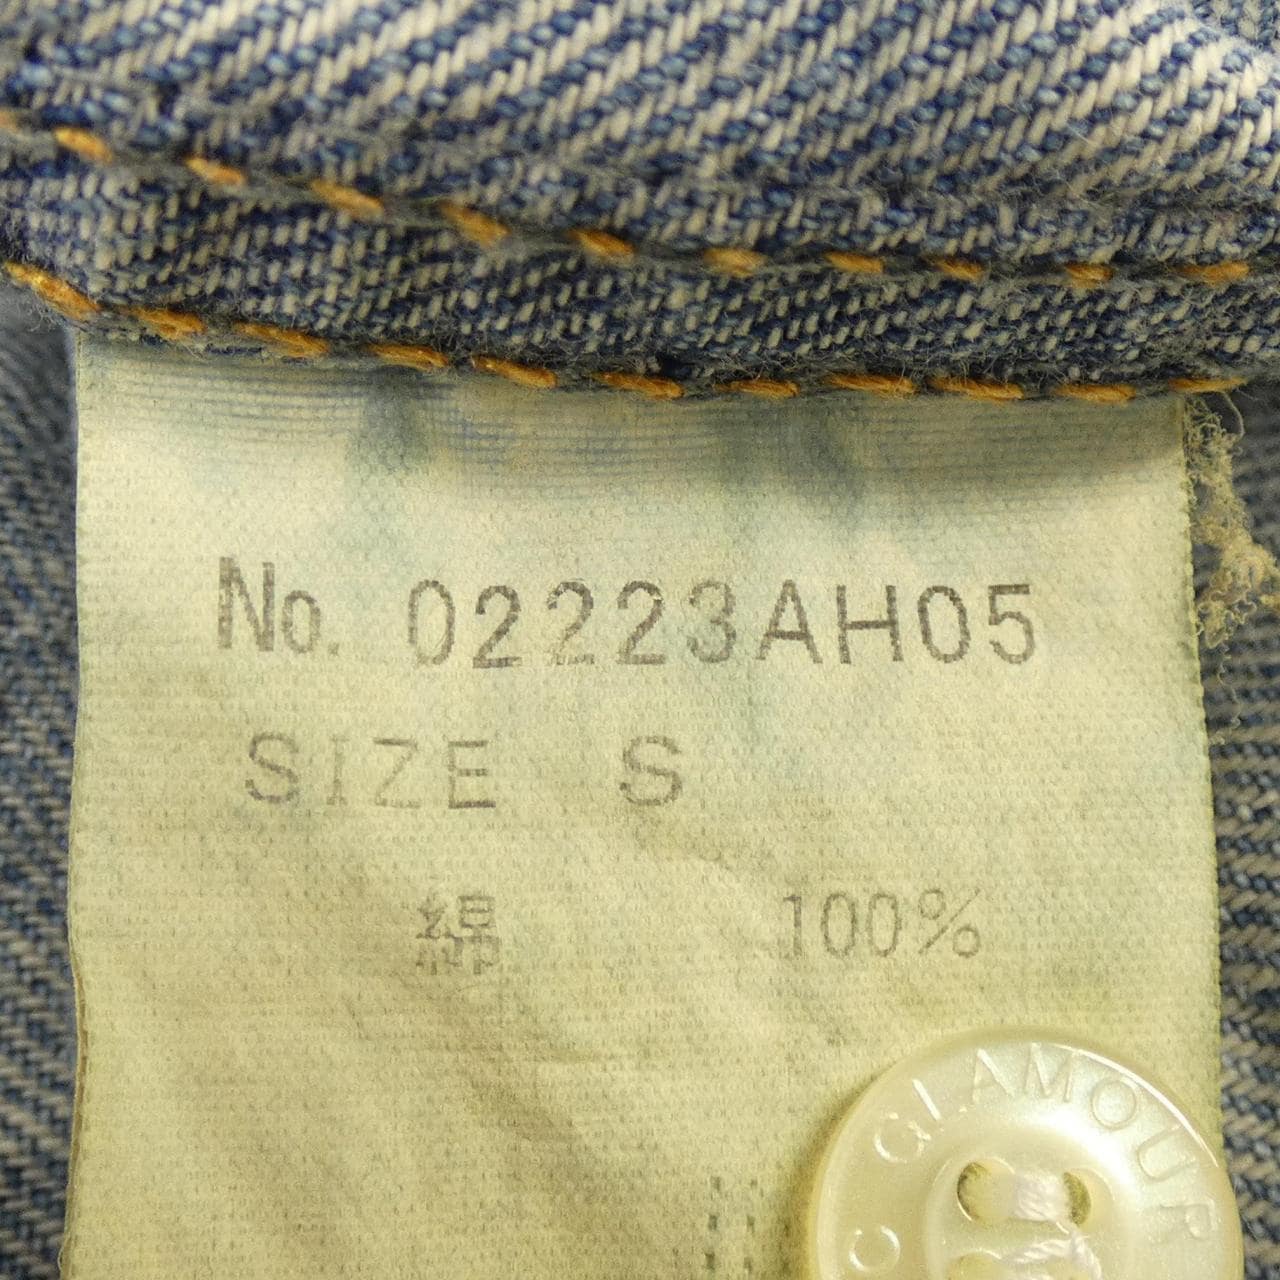 No. 02223AH05
SIZE S
綿 100%
GLAMOUR